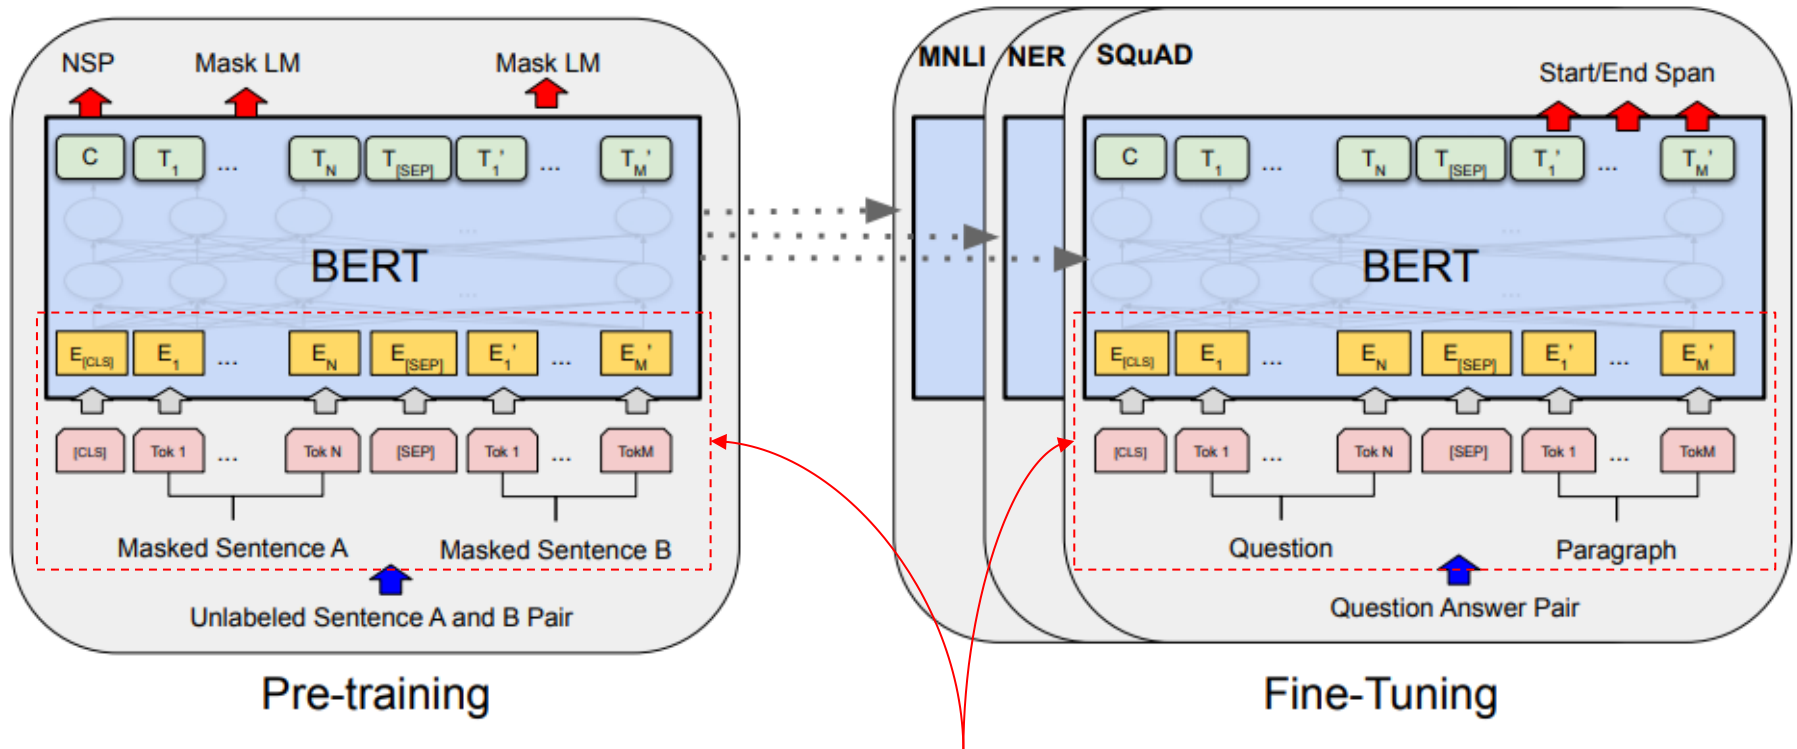 NSP Mask LM Mask LM
C T1 ... TN T[SEP] T1' ... TM'
...
BERT
...
E[CLS] E1 ... EN E[SEP] E1' ... EM'
[CLS] Tok 1 ... Tok N [SEP] Tok 1 ... TokM
Masked Sentence A Masked Sentence B
Unlabeled Sentence A and B Pair
Pre-training
MNLI NER SQuAD
Start/End Span
C T1 ... TN T[SEP] T1' ... TM'
...
BERT
...
E[CLS] E1 ... EN E[SEP] E1' ... EM'
[CLS] Tok 1 ... Tok N [SEP] Tok 1 ... TokM
Question Paragraph
Question Answer Pair
Fine-Tuning